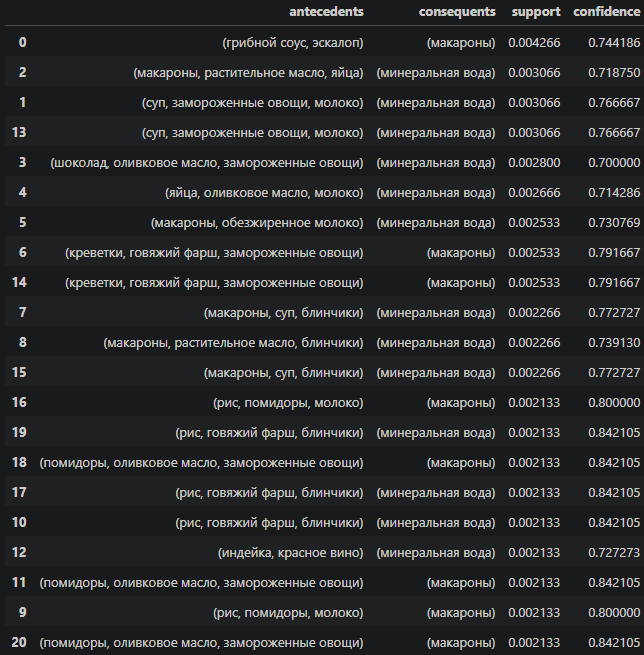 antecedents consequents support confidence
0 (грибной соус, эскалоп) (макароны) 0.004266 0.744186
2 (макароны, растительное масло, яйца) (минеральная вода) 0.003066 0.718750
1 (суп, замороженные овощи, молоко) (минеральная вода) 0.003066 0.766667
13 (суп, замороженные овощи, молоко) (минеральная вода) 0.003066 0.766667
3 (шоколад, оливковое масло, замороженные овощи) (минеральная вода) 0.002800 0.700000
4 (яйца, оливковое масло, молоко) (минеральная вода) 0.002666 0.714286
5 (макароны, обезжиренное молоко) (минеральная вода) 0.002533 0.730769
6 (креветки, говяжий фарш, замороженные овощи) (макароны) 0.002533 0.791667
14 (креветки, говяжий фарш, замороженные овощи) (макароны) 0.002533 0.791667
7 (макароны, суп, блинчики) (минеральная вода) 0.002266 0.772727
8 (макароны, растительное масло, блинчики) (минеральная вода) 0.002266 0.739130
15 (макароны, суп, блинчики) (минеральная вода) 0.002266 0.772727
16 (рис, помидоры, молоко) (макароны) 0.002133 0.800000
19 (рис, говяжий фарш, блинчики) (минеральная вода) 0.002133 0.842105
18 (помидоры, оливковое масло, замороженные овощи) (макароны) 0.002133 0.842105
17 (рис, говяжий фарш, блинчики) (минеральная вода) 0.002133 0.842105
10 (рис, говяжий фарш, блинчики) (минеральная вода) 0.002133 0.842105
12 (индейка, красное вино) (минеральная вода) 0.002133 0.727273
11 (помидоры, оливковое масло, замороженные овощи) (макароны) 0.002133 0.842105
9 (рис, помидоры, молоко) (макароны) 0.002133 0.800000
20 (помидоры, оливковое масло, замороженные овощи) (макароны) 0.002133 0.842105